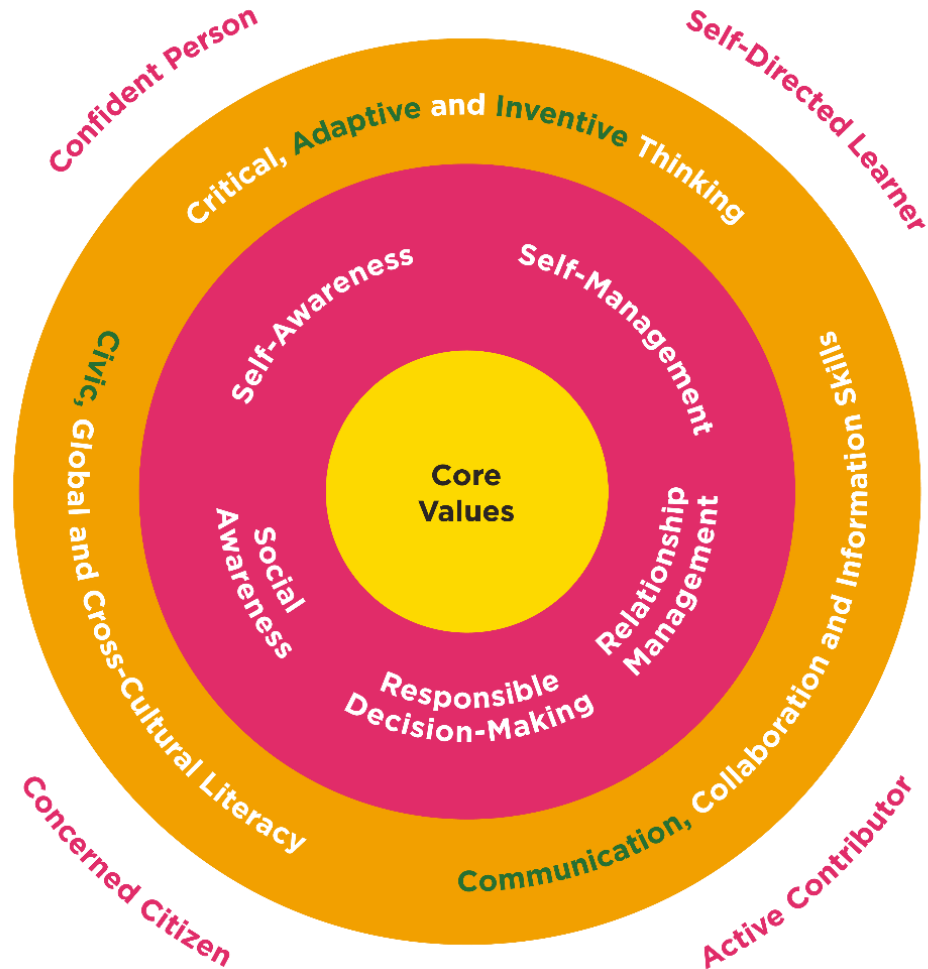 Confident Person
Self-Directed Learner
Critical, Adaptive and Inventive Thinking
Self-Awareness
Self-Management
Civic, Global and Cross-Cultural Literacy
Communication, Collaboration and Information Skills
Core
Values
Social
Awareness
Relationship
Management
Responsible
Decision-Making
Concerned Citizen
Active Contributor